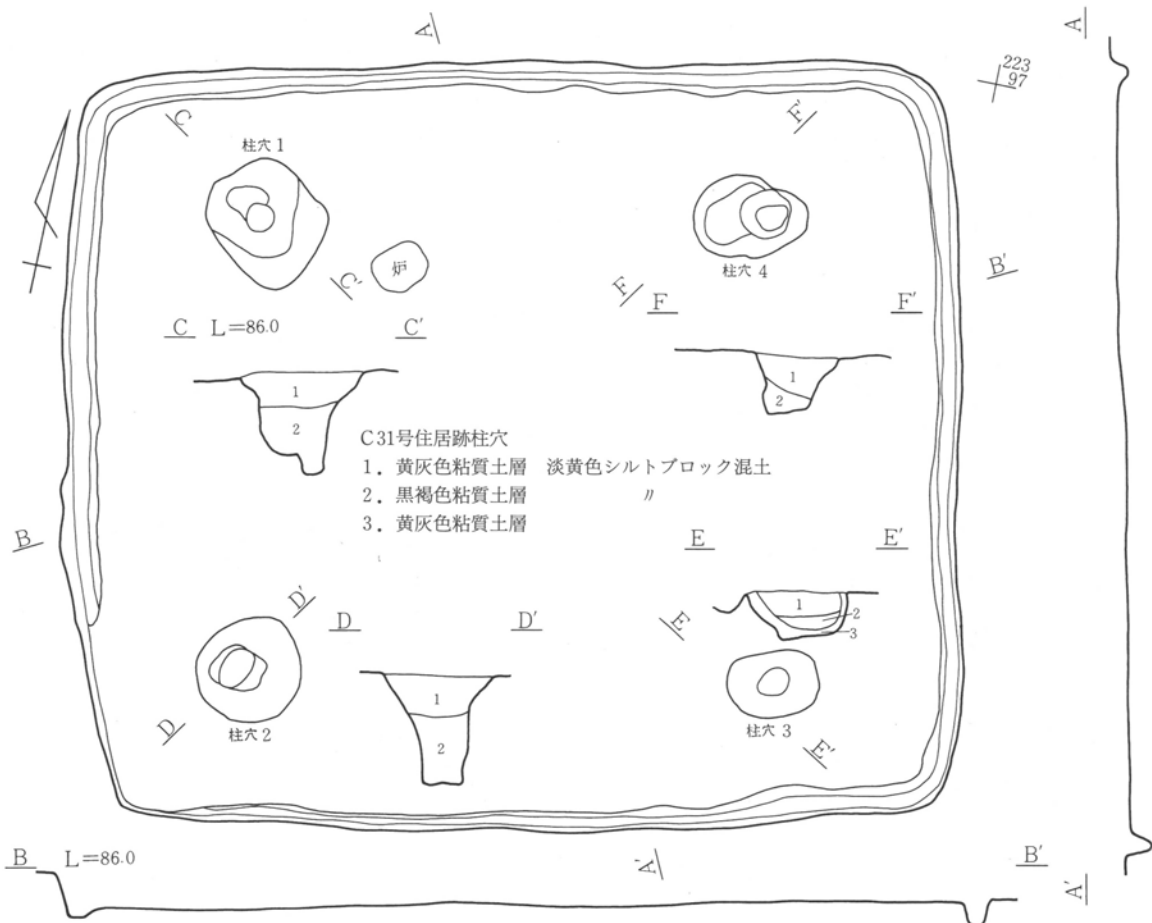 A
A
223
97
C
F'
柱穴 1
炉
C'
柱穴 4
F
B'
C L=86.0 C'
F F'
1
2
1
2
C31号住居跡柱穴
1. 黄灰色粘質土層 淡黄色シルトブロック混土
2. 黒褐色粘質土層 〃
3. 黄灰色粘質土層
B
E E'
1
2
3
D'
D D'
E
1
2
D
柱穴 2
柱穴 3
E'
B L=86.0
A'
B'
A'